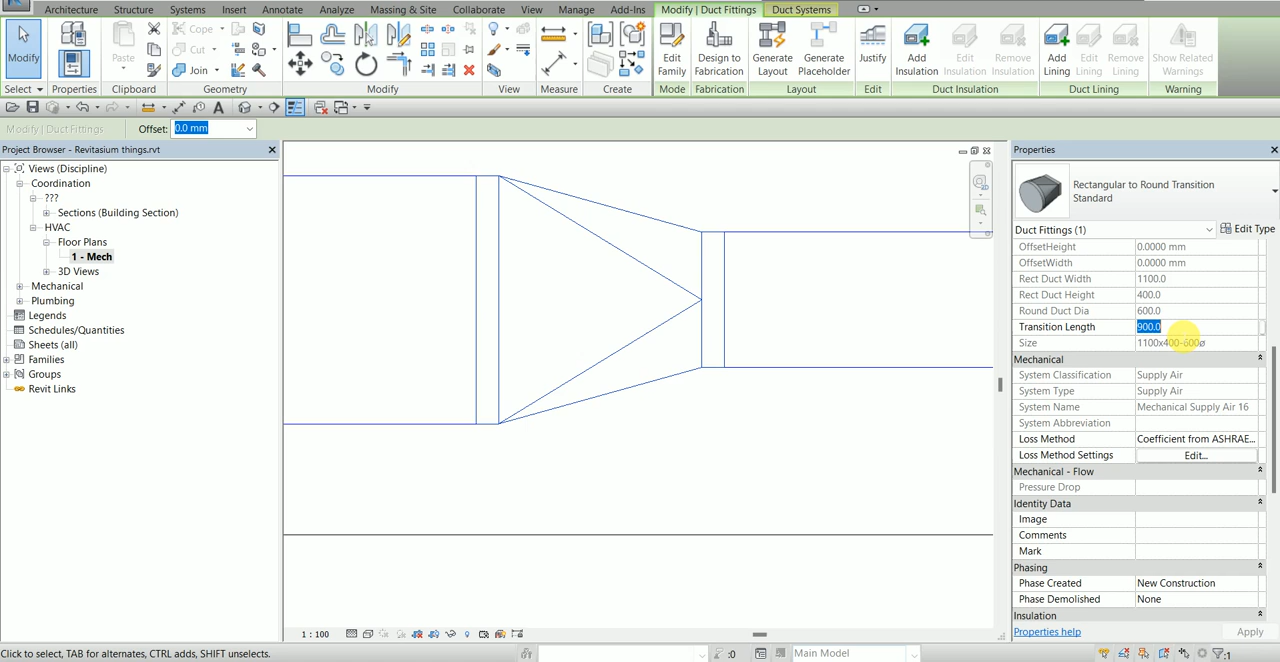 Architecture Structure Systems Insert Annotate Analyze Massing & Site Collaborate View Manage Add-Ins Modify | Duct Fittings Duct Systems
Modify
Paste
Cope
Cut
Join
Edit Family
Design to Fabrication
Generate Layout
Generate Placeholder
Justify
Add Insulation
Edit Insulation
Remove Insulation
Add Lining
Edit Lining
Remove Lining
Show Related Warnings
Select Properties Clipboard Geometry Modify View Measure Create Mode Fabrication Layout Edit Duct Insulation Duct Lining Warning
Modify | Duct Fittings
Offset: 0.0 mm
Project Browser - Revitasium things.rvt
Views (Discipline)
Coordination
???
Sections (Building Section)
HVAC
Floor Plans
1 - Mech
3D Views
Mechanical
Plumbing
Legends
Schedules/Quantities
Sheets (all)
Families
Groups
Revit Links
1 : 100
Properties
Rectangular to Round Transition
Standard
Duct Fittings (1)
Edit Type
OffsetHeight 0.0000 mm
OffsetWidth 0.0000 mm
Rect Duct Width 1100.0
Rect Duct Height 400.0
Round Duct Dia 600.0
Transition Length 900.0
Size 1100x400-600ø
Mechanical
System Classification Supply Air
System Type Supply Air
System Name Mechanical Supply Air 16
System Abbreviation
Loss Method Coefficient from ASHRAE...
Loss Method Settings Edit...
Mechanical - Flow
Pressure Drop
Identity Data
Image
Comments
Mark
Phasing
Phase Created New Construction
Phase Demolished None
Insulation
Properties help
Apply
Click to select, TAB for alternates, CTRL adds, SHIFT unselects.
:0
Main Model
:1